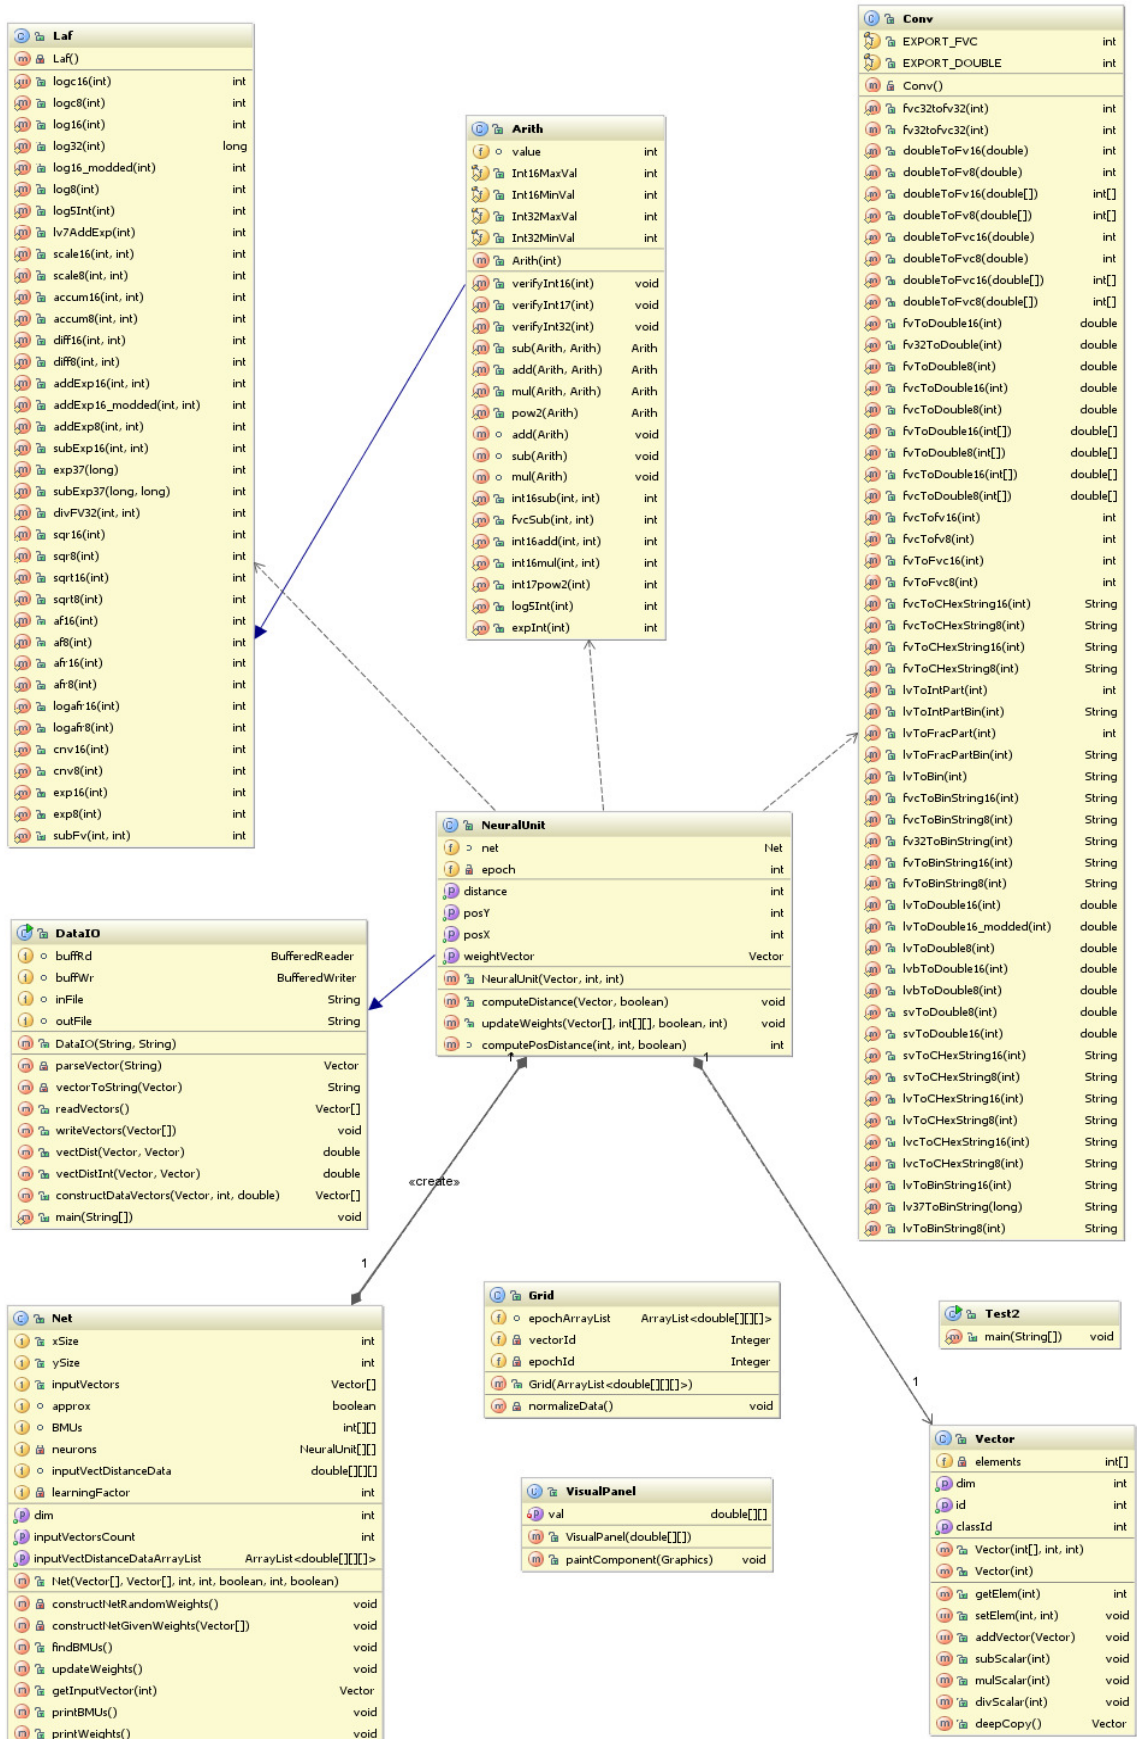 Laf
Laf()
logc16(int) int
logc8(int) int
log16(int) int
log32(int) long
log16_modded(int) int
log8(int) int
log5Int(int) int
lv7AddExp(int) int
scale16(int, int) int
scale8(int, int) int
accum16(int, int) int
accum8(int, int) int
diff16(int, int) int
diff8(int, int) int
addExp16(int, int) int
addExp16_modded(int, int) int
addExp8(int, int) int
subExp16(int, int) int
exp37(long) int
subExp37(long, long) int
divFV32(int, int) int
sqr16(int) int
sqr8(int) int
sqrt16(int) int
sqrt8(int) int
af16(int) int
af8(int) int
afr16(int) int
afr8(int) int
logafr16(int) int
logafr8(int) int
cnv16(int) int
cnv8(int) int
exp16(int) int
exp8(int) int
subFv(int, int) int
Arith
value int
Int16MaxVal int
Int16MinVal int
Int32MaxVal int
Int32MinVal int
Arith(int)
verifyInt16(int) void
verifyInt17(int) void
verifyInt32(int) void
sub(Arith, Arith) Arith
add(Arith, Arith) Arith
mul(Arith, Arith) Arith
pow2(Arith) Arith
add(Arith) void
sub(Arith) void
mul(Arith) void
int16sub(int, int) int
fvcSub(int, int) int
int16add(int, int) int
int16mul(int, int) int
int17pow2(int) int
log5Int(int) int
expInt(int) int
Conv
EXPORT_FVC int
EXPORT_DOUBLE int
Conv()
fvc32tofv32(int) int
fv32tofvc32(int) int
doubleToFv16(double) int
doubleToFv8(double) int
doubleToFv16(double[]) int[]
doubleToFv8(double[]) int[]
doubleToFvc16(double) int
doubleToFvc8(double) int
doubleToFvc16(double[]) int[]
doubleToFvc8(double[]) int[]
fvToDouble16(int) double
fv32ToDouble(int) double
fvToDouble8(int) double
fvcToDouble16(int) double
fvcToDouble8(int) double
fvToDouble16(int[]) double[]
fvToDouble8(int[]) double[]
fvcToDouble16(int[]) double[]
fvcToDouble8(int[]) double[]
fvcTofv16(int) int
fvcTofv8(int) int
fvToFvc16(int) int
fvToFvc8(int) int
fvcToCHexString16(int) String
fvcToCHexString8(int) String
fvToCHexString16(int) String
fvToCHexString8(int) String
lvToIntPart(int) int
lvToIntPartBin(int) String
lvToFracPart(int) int
lvToFracPartBin(int) String
lvToBin(int) String
fvcToBinString16(int) String
fvcToBinString8(int) String
fv32ToBinString(int) String
fvToBinString16(int) String
fvToBinString8(int) String
lvToDouble16(int) double
lvToDouble16_modded(int) double
lvToDouble8(int) double
lvbToDouble16(int) double
lvbToDouble8(int) double
svToDouble8(int) double
svToDouble16(int) double
svToCHexString16(int) String
svToCHexString8(int) String
lvToCHexString16(int) String
lvToCHexString8(int) String
lvcToCHexString16(int) String
lvcToCHexString8(int) String
lvToBinString16(int) String
lv37ToBinString(long) String
lvToBinString8(int) String
NeuralUnit
net Net
epoch int
distance int
posY int
posX int
weightVector Vector
NeuralUnit(Vector, int, int)
computeDistance(Vector, boolean) void
updateWeights(Vector[], int[][], boolean, int) void
computePosDistance(int, int, boolean) int
DataIO
buffRd BufferedReader
buffWr BufferedWriter
inFile String
outFile String
DataIO(String, String)
parseVector(String) Vector
vectorToString(Vector) String
readVectors() Vector[]
writeVectors(Vector[]) void
vectDist(Vector, Vector) double
vectDistInt(Vector, Vector) double
constructDataVectors(Vector, int, double) Vector[]
main(String[]) void
1
1
«create»
1
1
Net
xSize int
ySize int
inputVectors Vector[]
approx boolean
BMUs int[][]
neurons NeuralUnit[][]
inputVectDistanceData double[][][]
learningFactor int
dim int
inputVectorsCount int
inputVectDistanceDataArrayList ArrayList<double[][][]>
Net(Vector[], Vector[], int, int, boolean, int, boolean)
constructNetRandomWeights() void
constructNetGivenWeights(Vector[]) void
findBMUs() void
updateWeights() void
getInputVector(int) Vector
printBMUs() void
printWeights() void
Grid
epochArrayList ArrayList<double[][][]>
vectorId Integer
epochId Integer
Grid(ArrayList<double[][][]>)
normalizeData() void
VisualPanel
val double[][]
VisualPanel(double[][])
paintComponent(Graphics) void
Test2
main(String[]) void
Vector
elements int[]
dim int
id int
classId int
Vector(int[], int, int)
Vector(int)
getElem(int) int
setElem(int, int) void
addVector(Vector) void
subScalar(int) void
mulScalar(int) void
divScalar(int) void
deepCopy() Vector